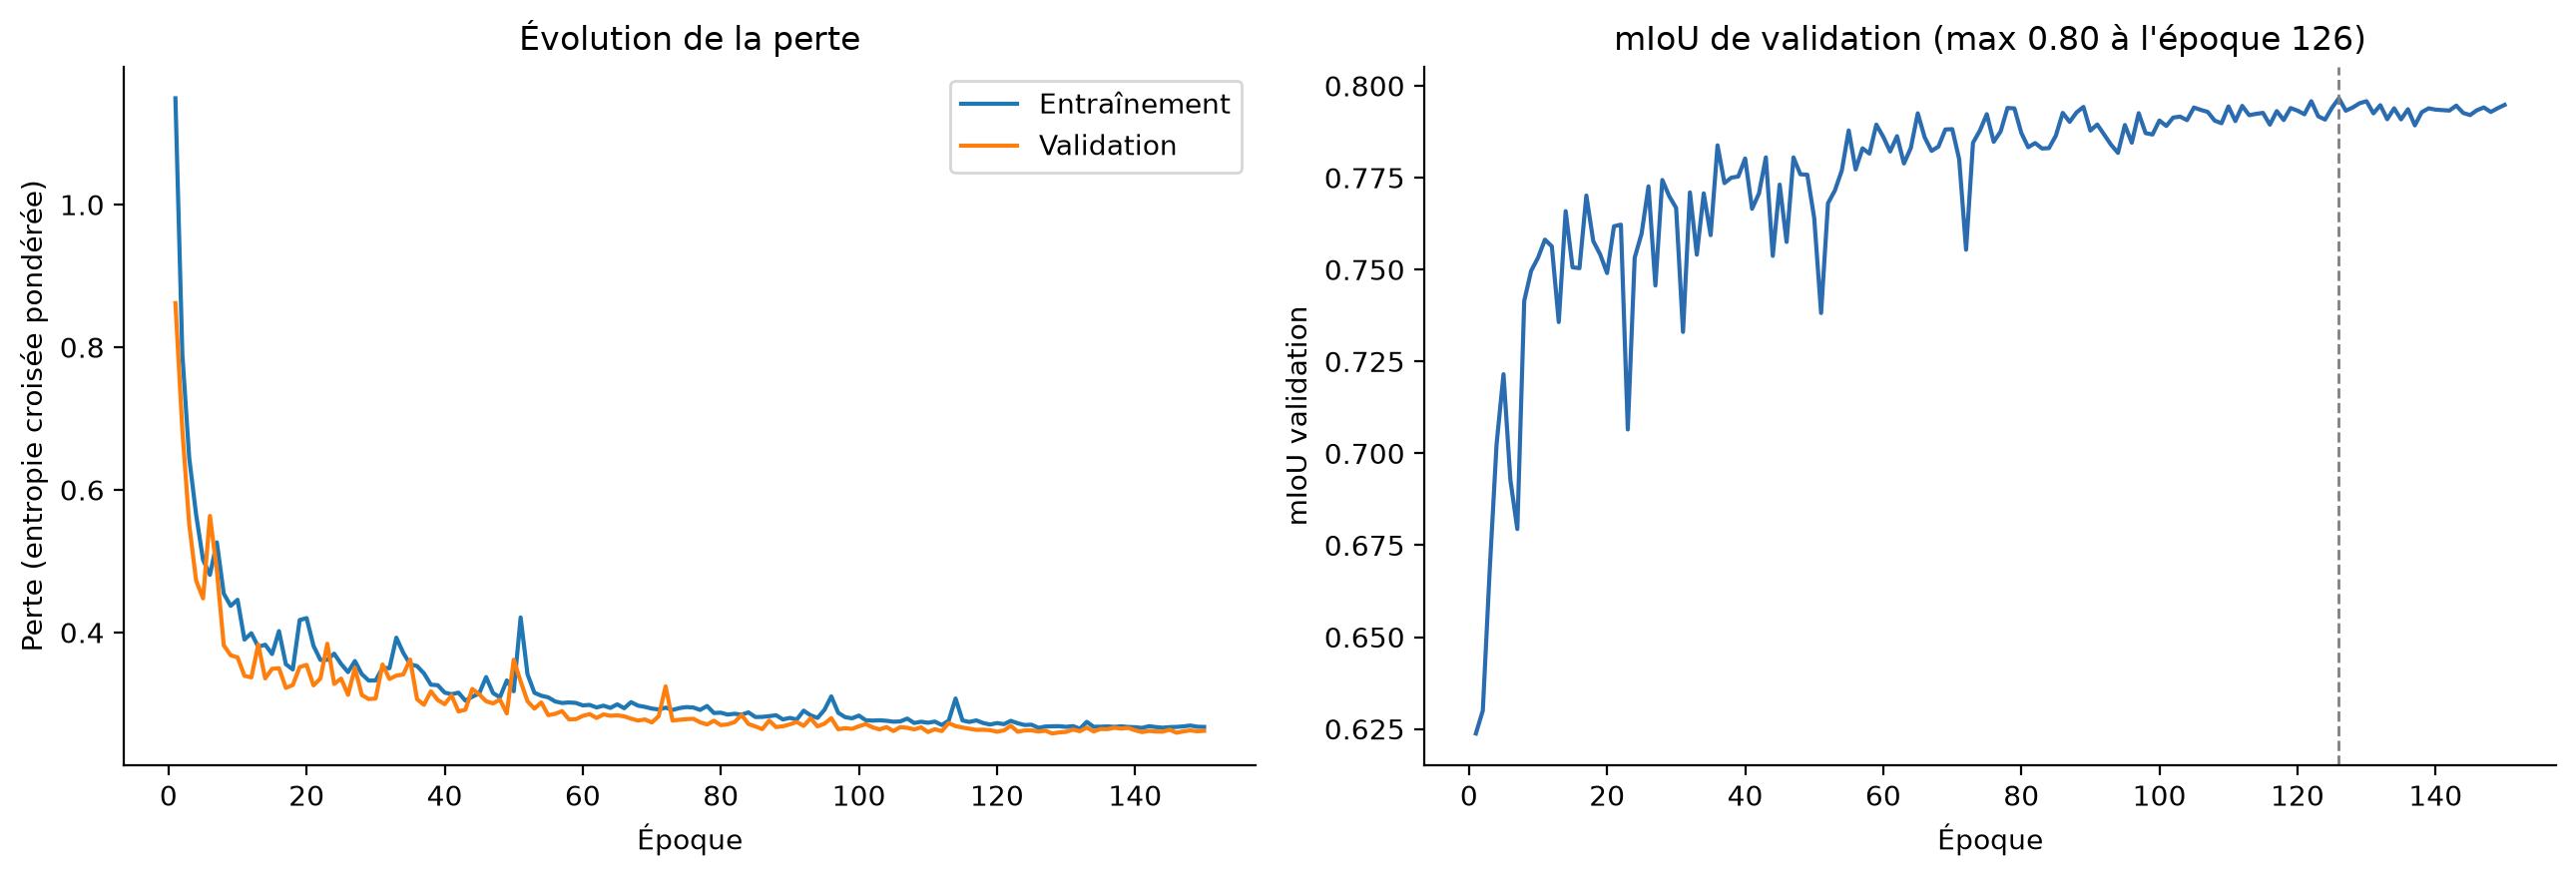 Évolution de la perte
Perte (entropie croisée pondérée)
1.0
0.8
0.6
0.4
Entraînement
Validation
0 20 40 60 80 100 120 140
Époque
mIoU de validation (max 0.80 à l'époque 126)
mIoU validation
0.800
0.775
0.750
0.725
0.700
0.675
0.650
0.625
0 20 40 60 80 100 120 140
Époque